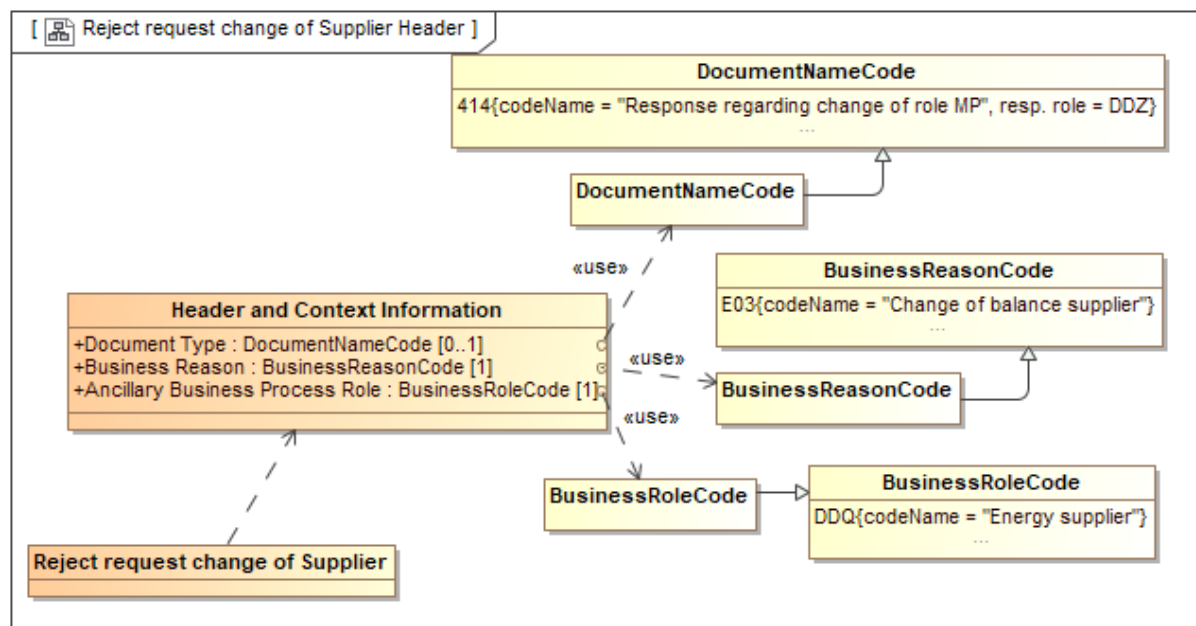 [ Reject request change of Supplier Header ]
DocumentNameCode
414{codeName = "Response regarding change of role MP", resp. role = DDZ}
...
DocumentNameCode
«use»
BusinessReasonCode
E03{codeName = "Change of balance supplier"}
...
Header and Context Information
+Document Type : DocumentNameCode [0..1]
+Business Reason : BusinessReasonCode [1]
+Ancillary Business Process Role : BusinessRoleCode [1]
«use»
BusinessReasonCode
«use»
BusinessRoleCode
BusinessRoleCode
DDQ{codeName = "Energy supplier"}
...
Reject request change of Supplier